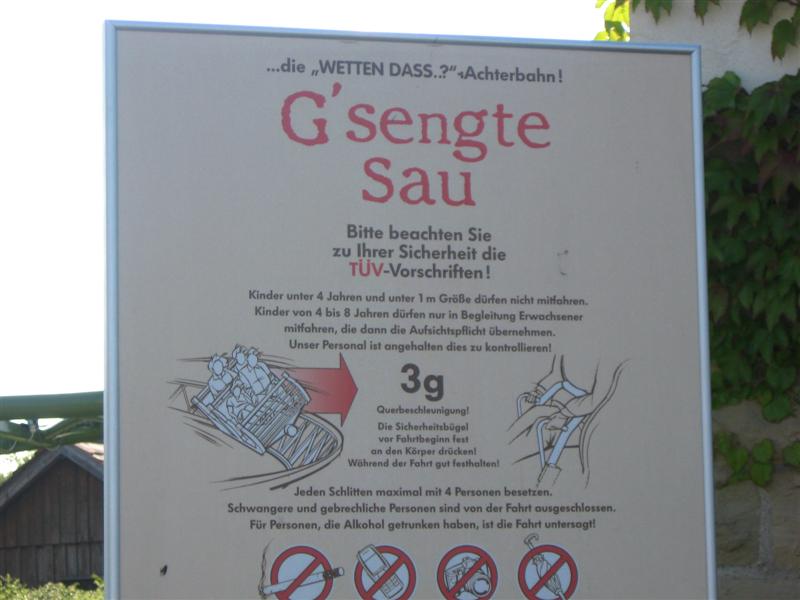 ...die „WETTEN DASS..?“-Achterbahn!
G'sengte
Sau
Bitte beachten Sie
zu Ihrer Sicherheit die
TÜV-Vorschriften!
Kinder unter 4 Jahren und unter 1 m Größe dürfen nicht mitfahren.
Kinder von 4 bis 8 Jahren dürfen nur in Begleitung Erwachsener
mitfahren, die dann die Aufsichtspflicht übernehmen.
Unser Personal ist angehalten dies zu kontrollieren!
3g
Querbeschleunigung!
Die Sicherheitsbügel
vor Fahrtbeginn fest
an den Körper drücken!
Während der Fahrt gut festhalten!
Jeden Schlitten maximal mit 4 Personen besetzen.
Schwangere und gebrechliche Personen sind von der Fahrt ausgeschlossen.
Für Personen, die Alkohol getrunken haben, ist die Fahrt untersagt!